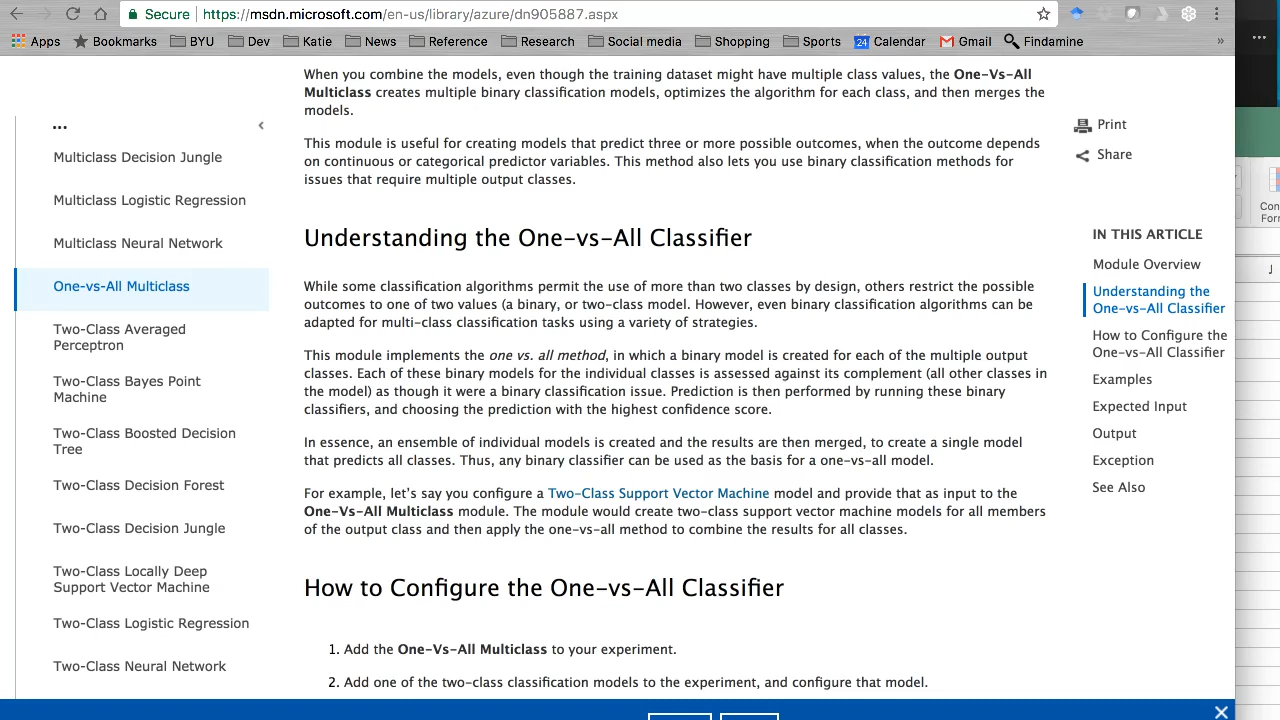 Secure https://msdn.microsoft.com/en-us/library/azure/dn905887.aspx
Apps Bookmarks BYU Dev Katie News Reference Research Social media Shopping Sports 24 Calendar Gmail Findamine »
When you combine the models, even though the training dataset might have multiple class values, the One-Vs-All
Multiclass creates multiple binary classification models, optimizes the algorithm for each class, and then merges the
models.
This module is useful for creating models that predict three or more possible outcomes, when the outcome depends
on continuous or categorical predictor variables. This method also lets you use binary classification methods for
issues that require multiple output classes.
Understanding the One-vs-All Classifier
While some classification algorithms permit the use of more than two classes by design, others restrict the possible
outcomes to one of two values (a binary, or two-class model. However, even binary classification algorithms can be
adapted for multi-class classification tasks using a variety of strategies.
This module implements the one vs. all method, in which a binary model is created for each of the multiple output
classes. Each of these binary models for the individual classes is assessed against its complement (all other classes in
the model) as though it were a binary classification issue. Prediction is then performed by running these binary
classifiers, and choosing the prediction with the highest confidence score.
In essence, an ensemble of individual models is created and the results are then merged, to create a single model
that predicts all classes. Thus, any binary classifier can be used as the basis for a one-vs-all model.
For example, let's say you configure a Two-Class Support Vector Machine model and provide that as input to the
One-Vs-All Multiclass module. The module would create two-class support vector machine models for all members
of the output class and then apply the one-vs-all method to combine the results for all classes.
How to Configure the One-vs-All Classifier
1. Add the One-Vs-All Multiclass to your experiment.
2. Add one of the two-class classification models to the experiment, and configure that model.
...
Multiclass Decision Jungle
Multiclass Logistic Regression
Multiclass Neural Network
One-vs-All Multiclass
Two-Class Averaged
Perceptron
Two-Class Bayes Point
Machine
Two-Class Boosted Decision
Tree
Two-Class Decision Forest
Two-Class Decision Jungle
Two-Class Locally Deep
Support Vector Machine
Two-Class Logistic Regression
Two-Class Neural Network
Print
Share
IN THIS ARTICLE
Module Overview
Understanding the
One-vs-All Classifier
How to Configure the
One-vs-All Classifier
Examples
Expected Input
Output
Exception
See Also
Con
For
J